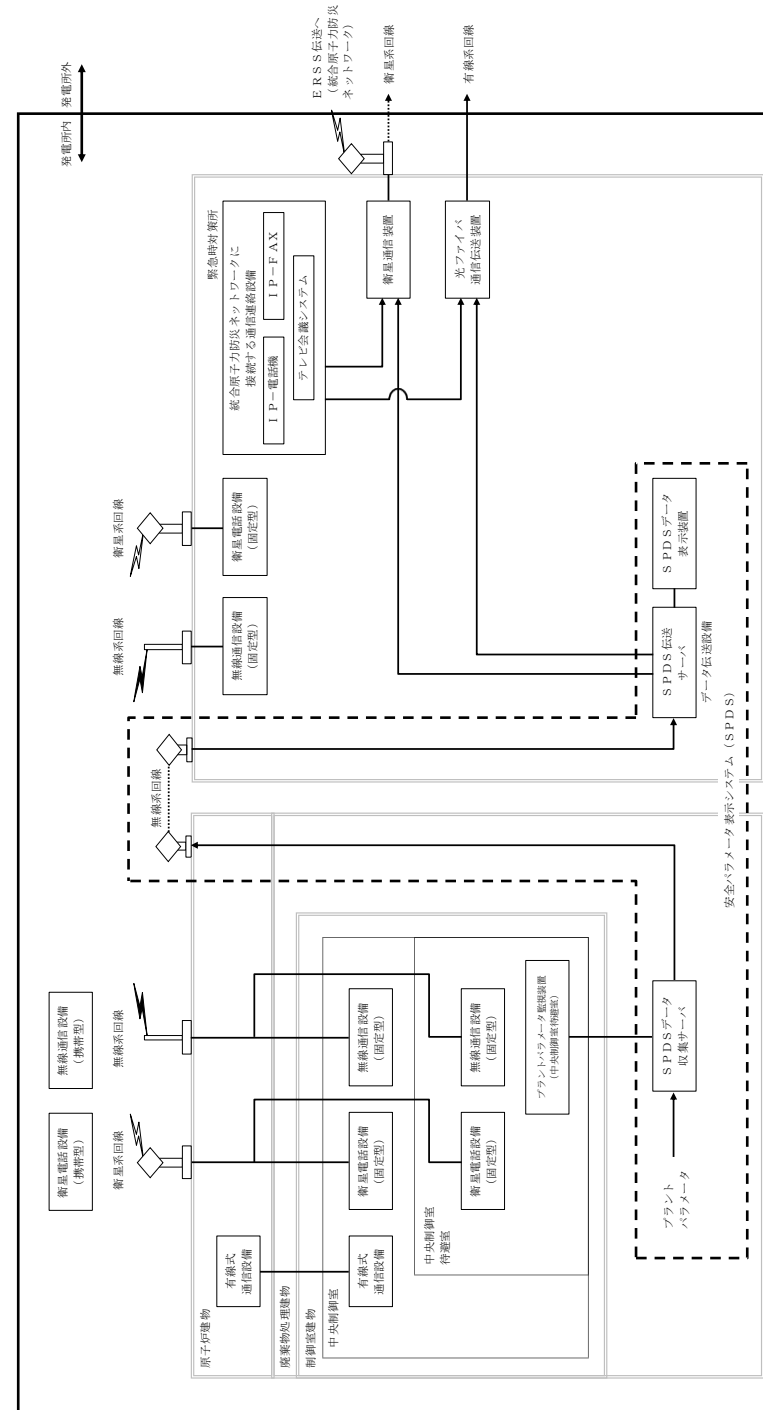 発電所内　発電所外
ＥＲＳＳ伝送へ
（統合原子力防災
ネットワーク）
衛星系回線
有線系回線
緊急時対策所
統合原子力防災ネットワークに
接続する通信連絡設備
ＩＰ－電話機
ＩＰ－ＦＡＸ
テレビ会議システム
衛星通信装置
光ファイバ
通信伝送装置
衛星系回線
衛星電話設備
（固定型）
無線系回線
無線通信設備
（固定型）
ＳＰＤＳデータ
表示装置
ＳＰＤＳ伝送
サーバ
データ伝送設備
無線系回線
安全パラメータ表示システム（ＳＰＤＳ）
無線通信設備
（携帯型）
無線系回線
衛星電話設備
（携帯型）
衛星系回線
無線通信設備
（固定型）
無線通信設備
（固定型）
プラントパラメータ監視装置
（中央制御室待避室）
衛星電話設備
（固定型）
衛星電話設備
（固定型）
有線式
通信設備
有線式
通信設備
原子炉建物
廃棄物処理建物
制御室建物
中央制御室
中央制御室
待避室
ＳＰＤＳデータ
収集サーバ
プラント
パラメータ